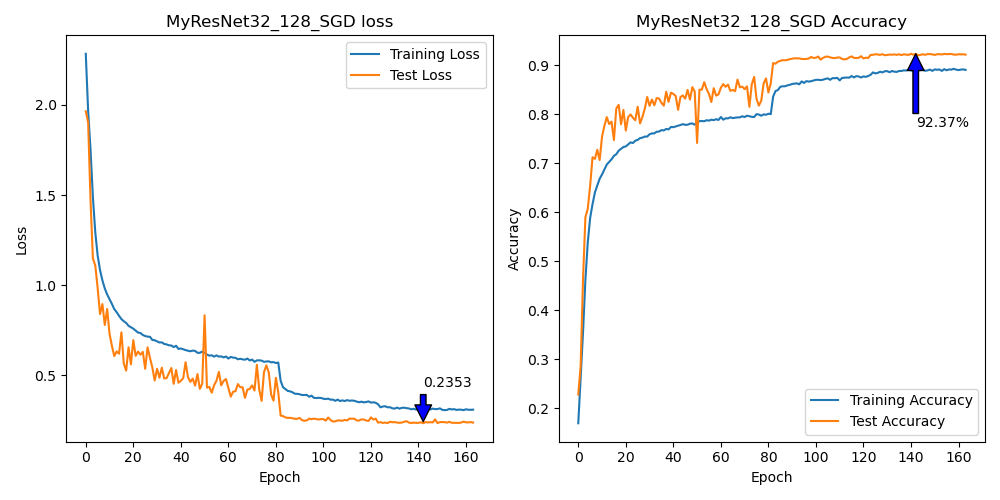 MyResNet32_128_SGD loss
Training Loss
Test Loss
2.0
1.5
1.0
0.5
Loss
0.2353
0 20 40 60 80 100 120 140 160
Epoch
MyResNet32_128_SGD Accuracy
0.9
0.8
0.7
0.6
0.5
0.4
0.3
0.2
Accuracy
92.37%
Training Accuracy
Test Accuracy
0 20 40 60 80 100 120 140 160
Epoch